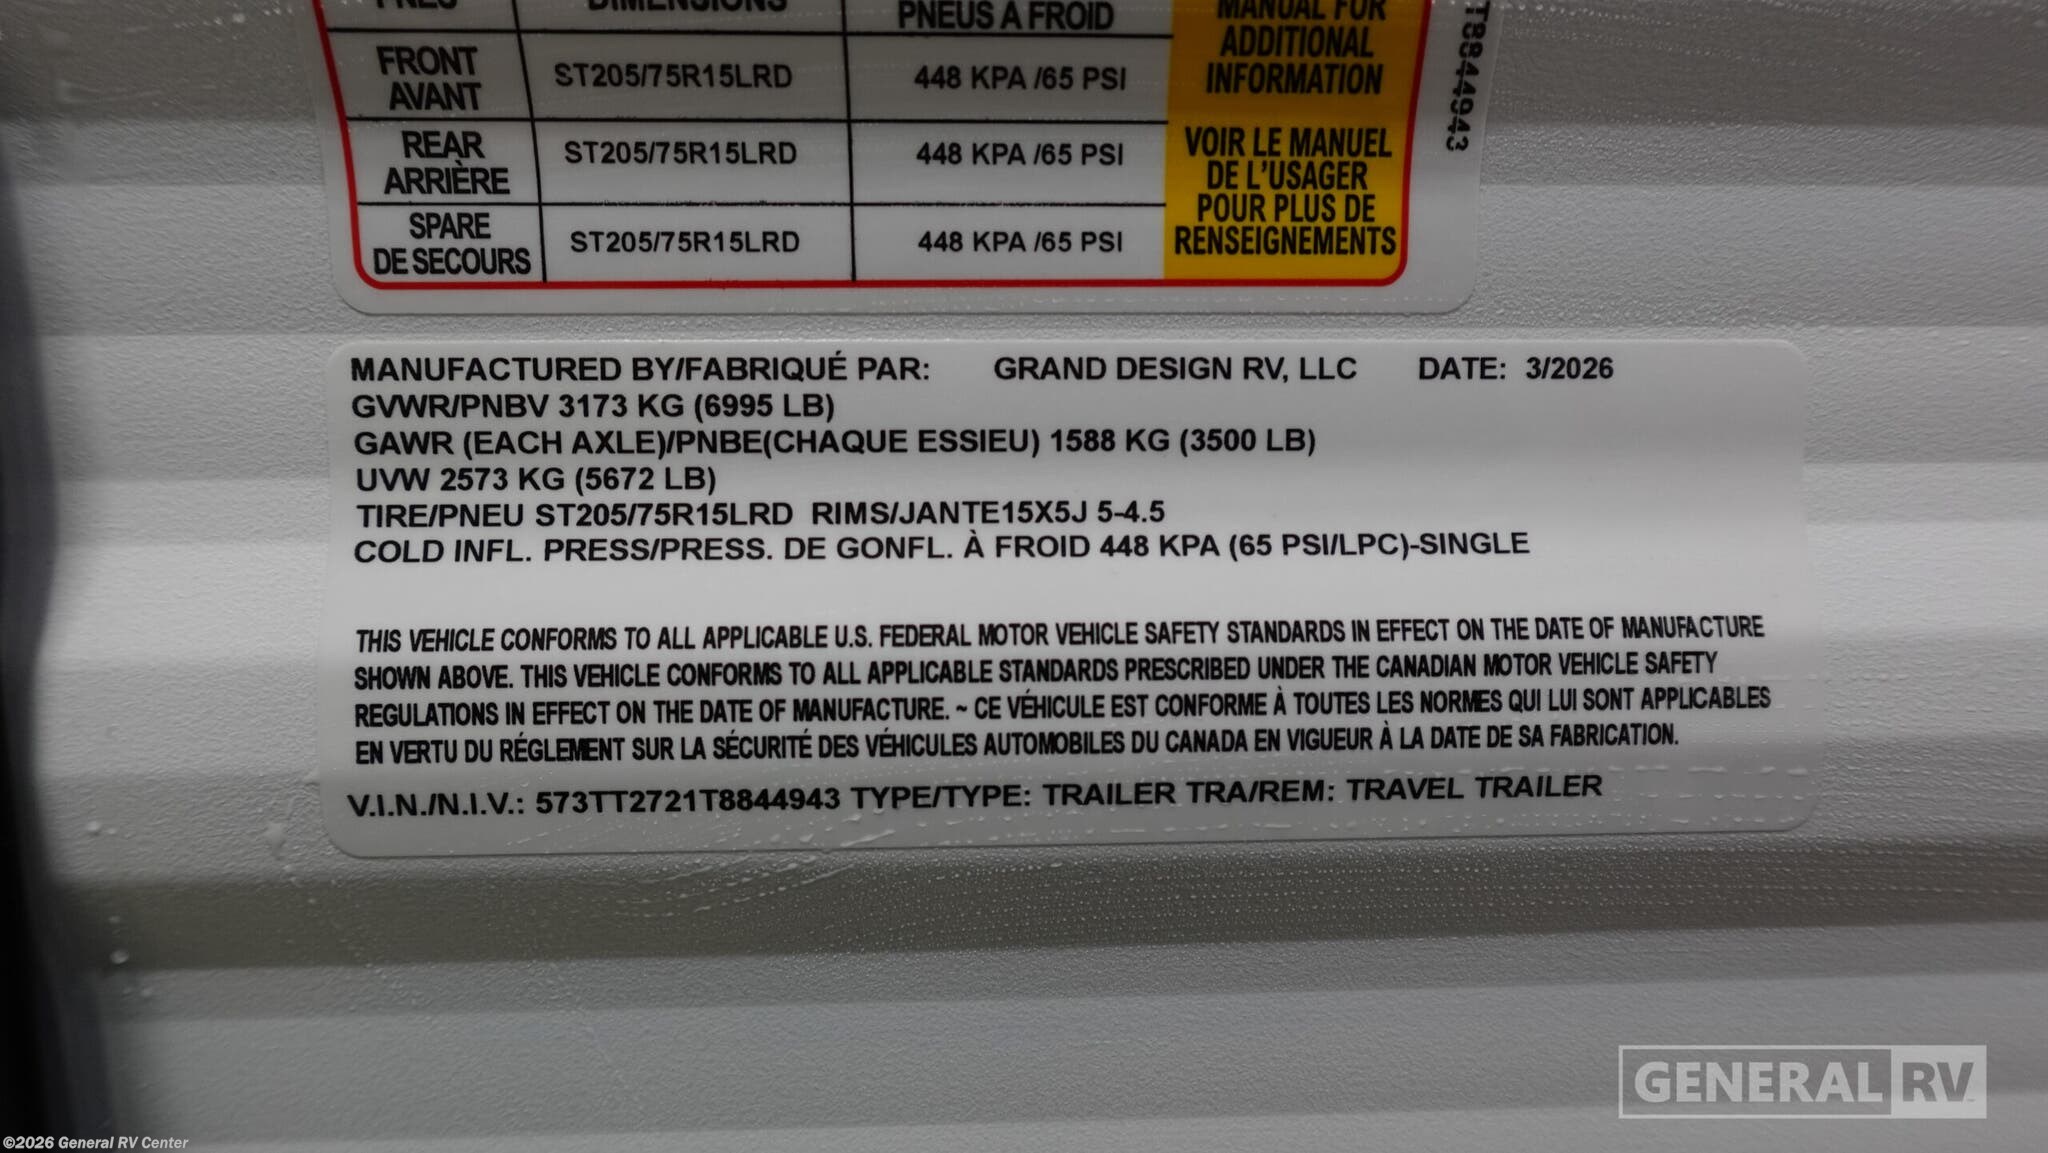 PNEU DIMENSIONS PNEUS A FROID
MANUAL FOR
ADDITIONAL
INFORMATION
FRONT
AVANT
ST205/75R15LRD 448 KPA /65 PSI
REAR
ARRIÈRE
ST205/75R15LRD 448 KPA /65 PSI
SPARE
DE SECOURS
ST205/75R15LRD 448 KPA /65 PSI
VOIR LE MANUEL
DE L'USAGER
POUR PLUS DE
RENSEIGNEMENTS
T8844943
MANUFACTURED BY/FABRIQUÉ PAR: GRAND DESIGN RV, LLC DATE: 3/2026
GVWR/PNBV 3173 KG (6995 LB)
GAWR (EACH AXLE)/PNBE(CHAQUE ESSIEU) 1588 KG (3500 LB)
UVW 2573 KG (5672 LB)
TIRE/PNEU ST205/75R15LRD RIMS/JANTE15X5J 5-4.5
COLD INFL. PRESS/PRESS. DE GONFL. À FROID 448 KPA (65 PSI/LPC)-SINGLE
THIS VEHICLE CONFORMS TO ALL APPLICABLE U.S. FEDERAL MOTOR VEHICLE SAFETY STANDARDS IN EFFECT ON THE DATE OF MANUFACTURE
SHOWN ABOVE. THIS VEHICLE CONFORMS TO ALL APPLICABLE STANDARDS PRESCRIBED UNDER THE CANADIAN MOTOR VEHICLE SAFETY
REGULATIONS IN EFFECT ON THE DATE OF MANUFACTURE. ~ CE VÉHICULE EST CONFORME À TOUTES LES NORMES QUI LUI SONT APPLICABLES
EN VERTU DU RÉGLEMENT SUR LA SÉCURITÉ DES VÉHICULES AUTOMOBILES DU CANADA EN VIGUEUR À LA DATE DE SA FABRICATION.
V.I.N./N.I.V.: 573TT2721T8844943 TYPE/TYPE: TRAILER TRA/REM: TRAVEL TRAILER
GENERAL RV
©2026 General RV Center